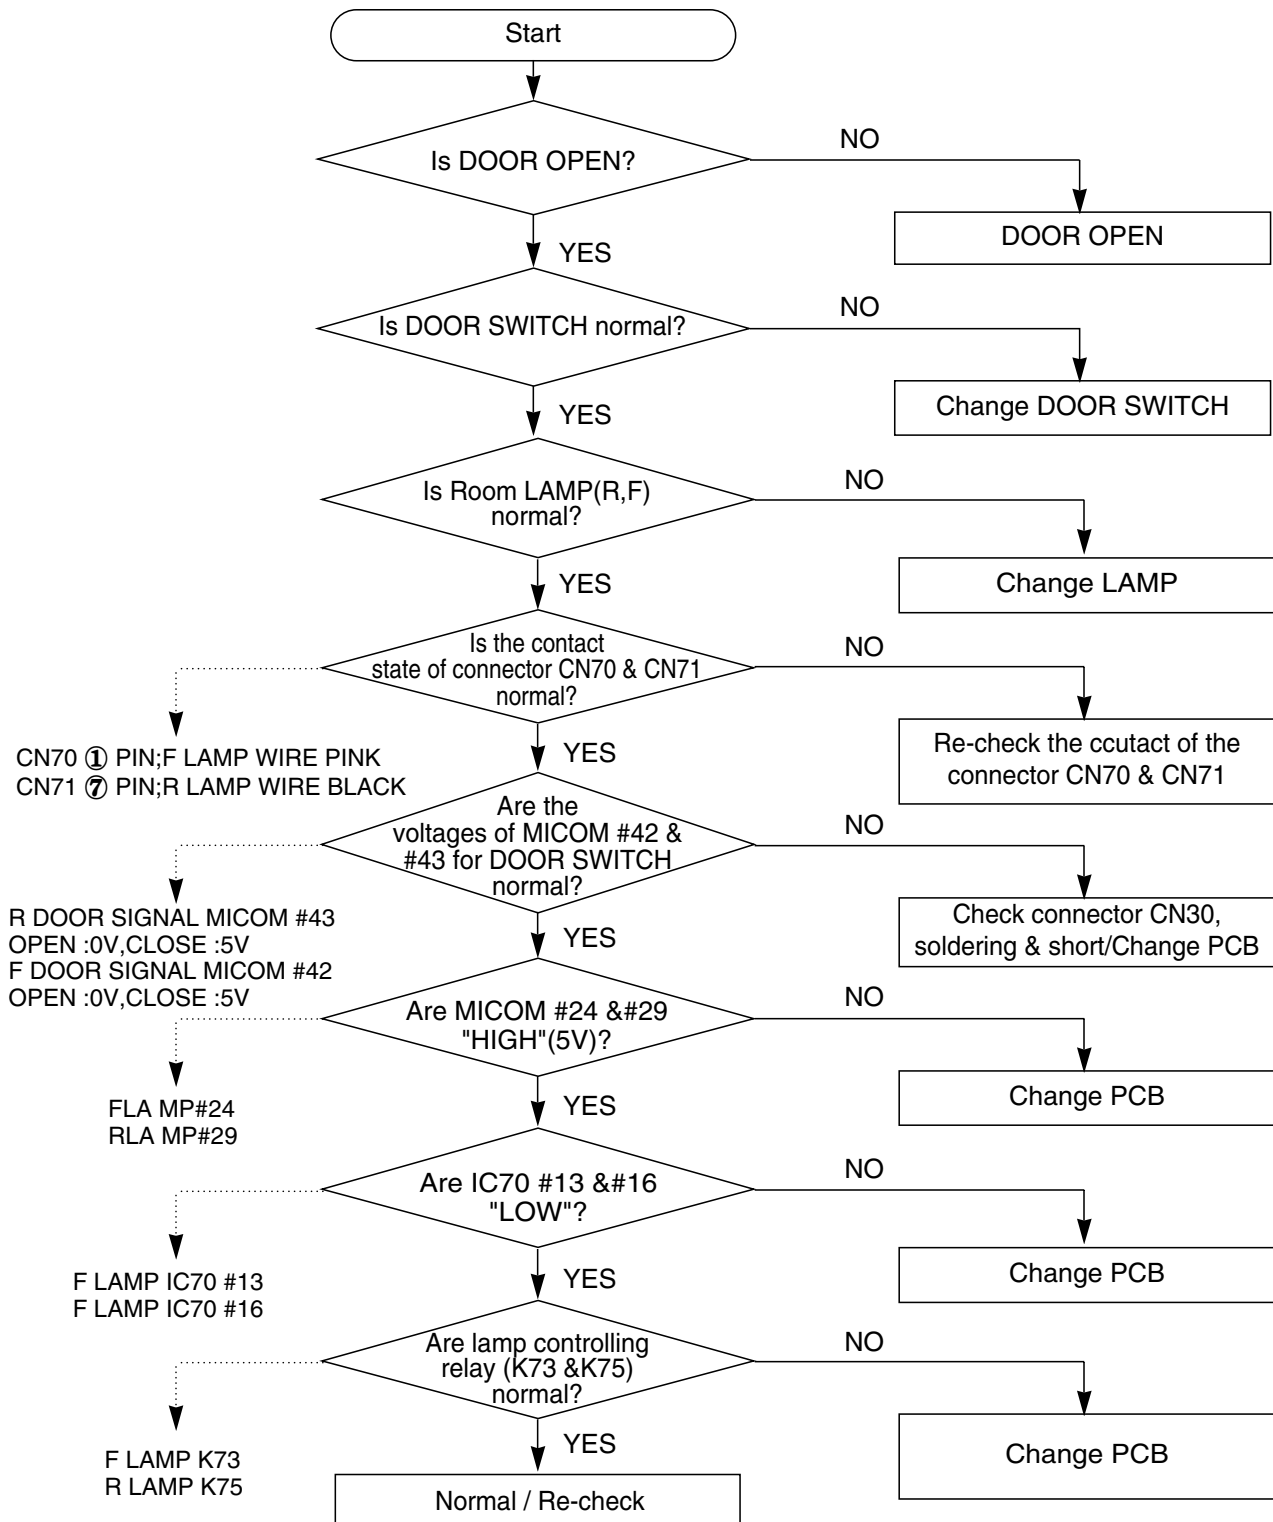 Start
Is DOOR OPEN?
NO
DOOR OPEN
YES
Is DOOR SWITCH normal?
NO
Change DOOR SWITCH
YES
Is Room LAMP(R,F)
normal?
NO
Change LAMP
YES
Is the contact
state of connector CN70 & CN71
normal?
NO
Re-check the ccutact of the
connector CN70 & CN71
CN70 ① PIN;F LAMP WIRE PINK
CN71 ⑦ PIN;R LAMP WIRE BLACK
YES
Are the
voltages of MICOM #42 &
#43 for DOOR SWITCH
normal?
NO
Check connector CN30,
soldering & short/Change PCB
R DOOR SIGNAL MICOM #43
OPEN :0V,CLOSE :5V
F DOOR SIGNAL MICOM #42
OPEN :0V,CLOSE :5V
YES
Are MICOM #24 &#29
"HIGH"(5V)?
NO
Change PCB
FLA MP#24
RLA MP#29
YES
Are IC70 #13 &#16
"LOW"?
NO
Change PCB
F LAMP IC70 #13
F LAMP IC70 #16
YES
Are lamp controlling
relay (K73 &K75)
normal?
NO
Change PCB
F LAMP K73
R LAMP K75
YES
Normal / Re-check